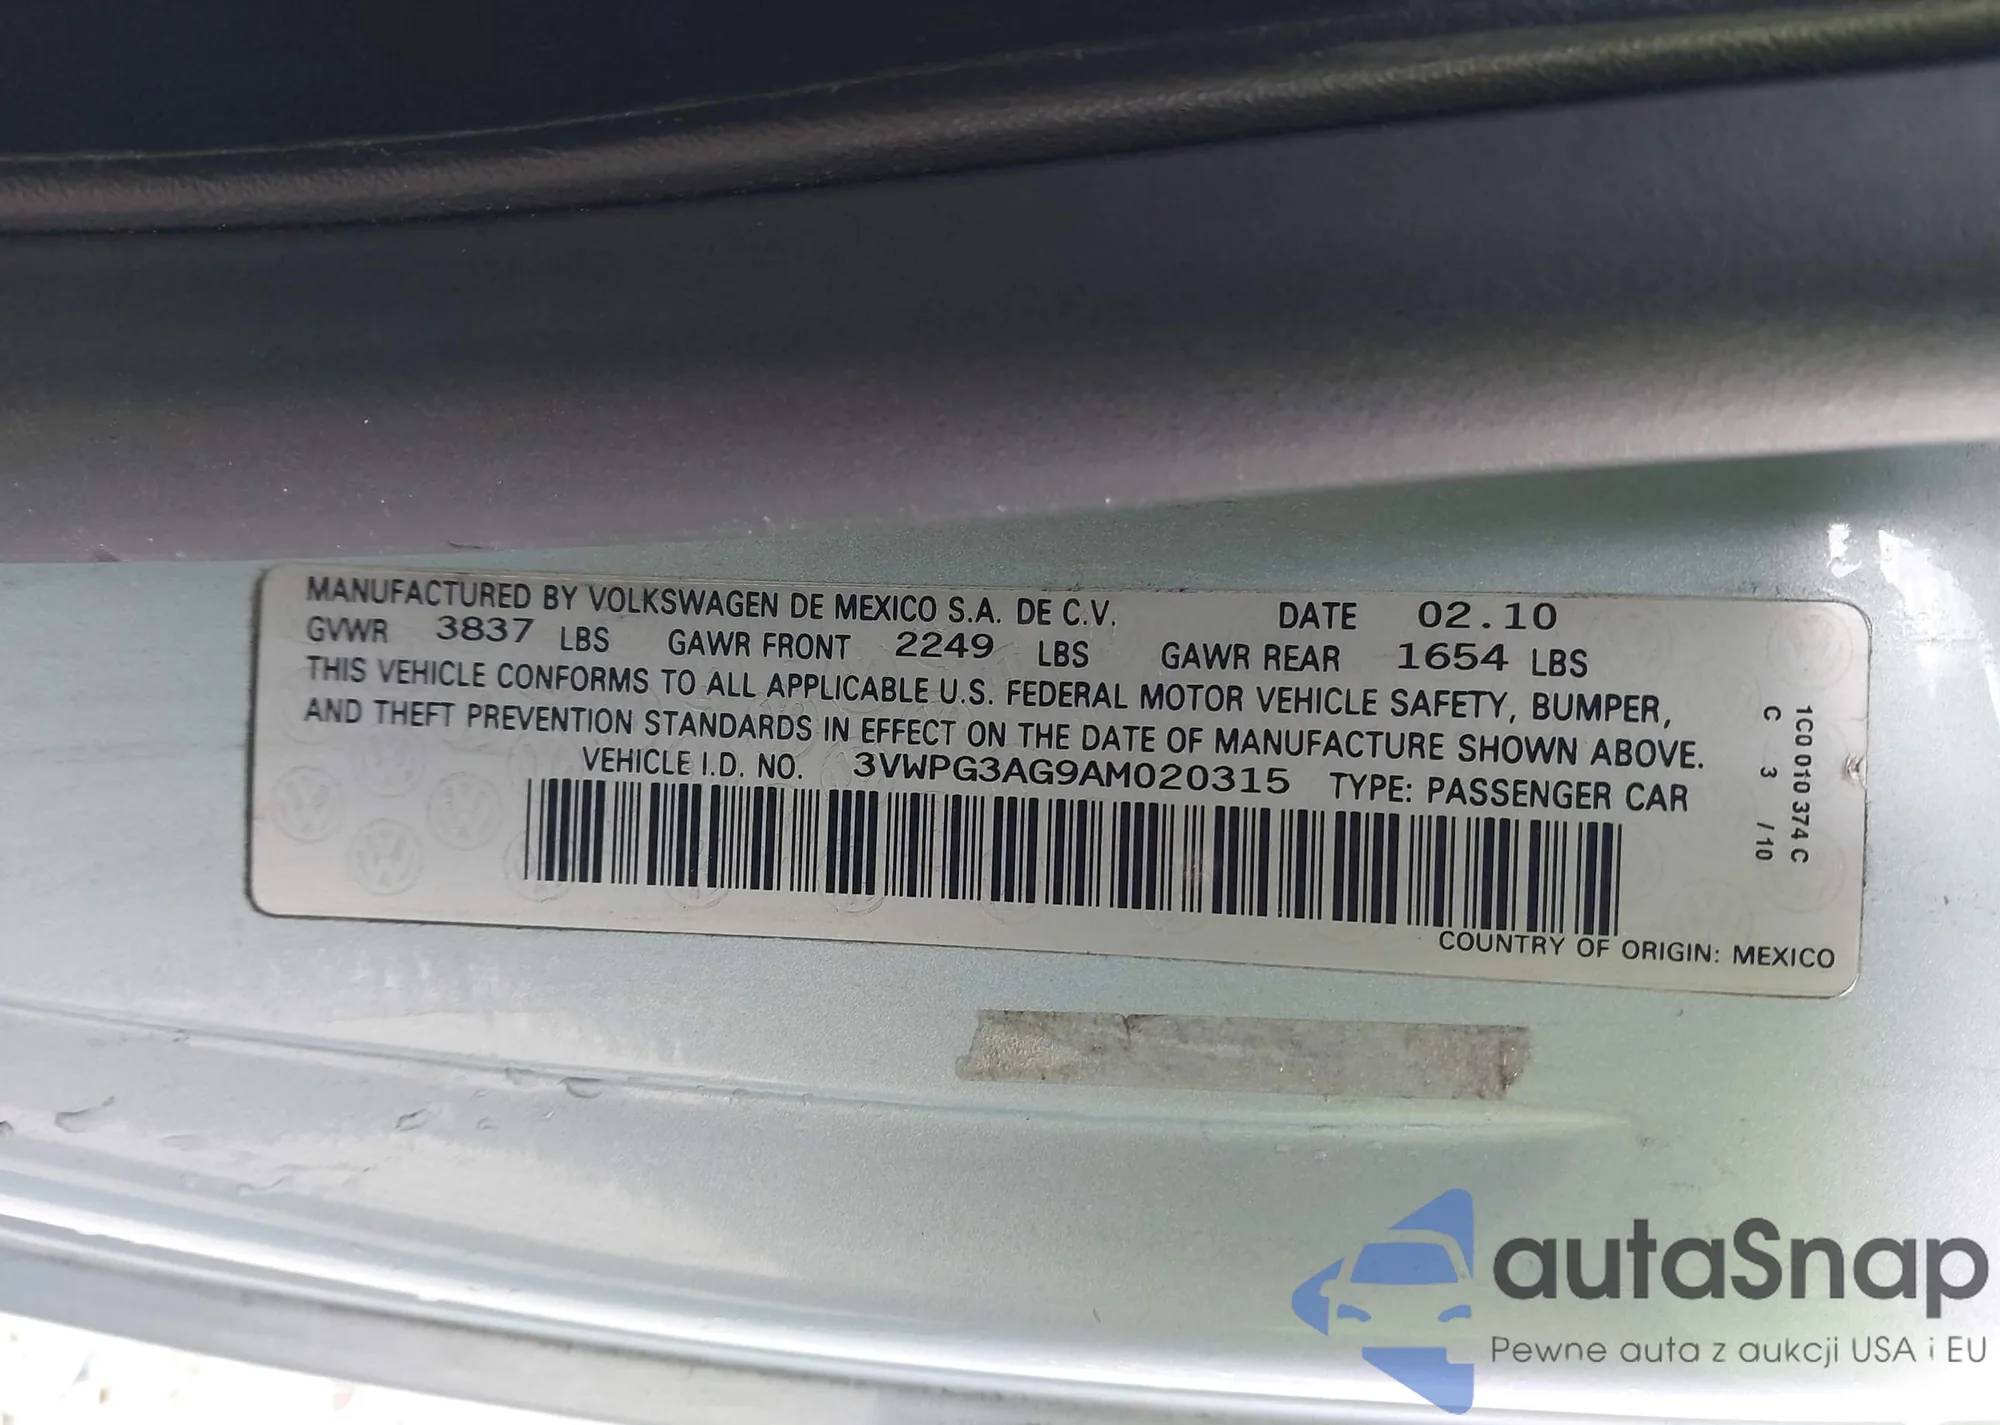 MANUFACTURED BY VOLKSWAGEN DE MEXICO S.A. DE C.V. DATE 02.10
GVWR 3837 LBS GAWR FRONT 2249 LBS GAWR REAR 1654 LBS
THIS VEHICLE CONFORMS TO ALL APPLICABLE U.S. FEDERAL MOTOR VEHICLE SAFETY, BUMPER,
AND THEFT PREVENTION STANDARDS IN EFFECT ON THE DATE OF MANUFACTURE SHOWN ABOVE.
VEHICLE I.D. NO. 3VWPG3AG9AM020315 TYPE: PASSENGER CAR
COUNTRY OF ORIGIN: MEXICO
1C0 010 374 C
C 3 /10
autaSnap
Pewne auta z aukcji USA i EU